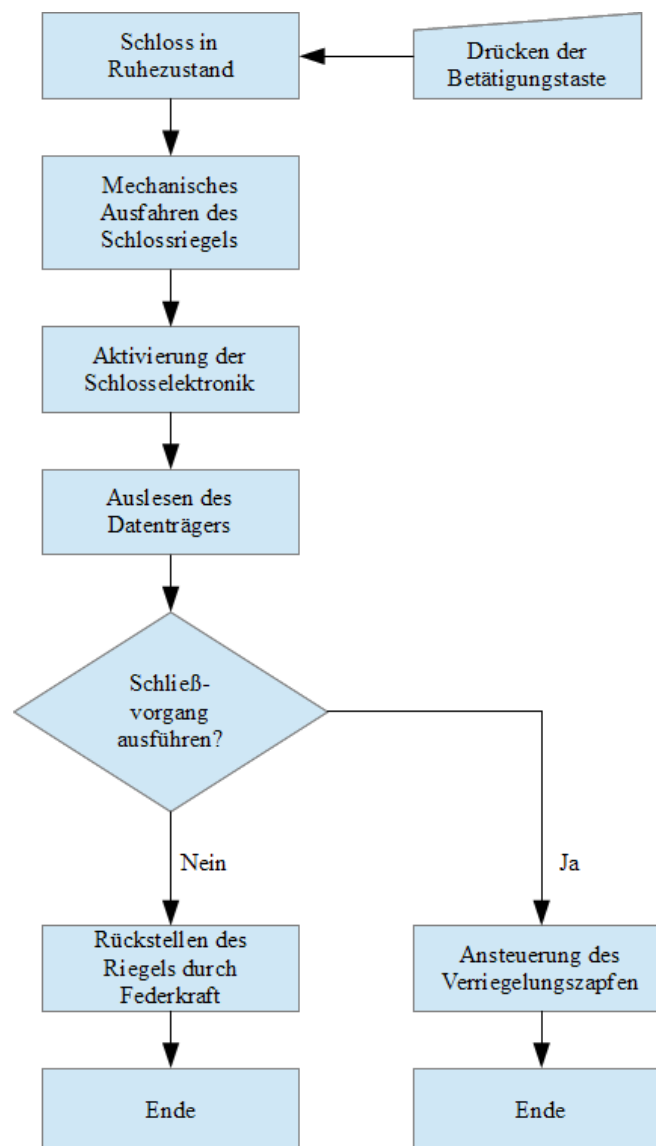 Schloss in
Ruhezustand
Drücken der
Betätigungstaste
Mechanisches
Ausfahren des
Schlossriegels
Aktivierung der
Schlosselektronik
Auslesen des
Datenträgers
Schließ-
vorgang
ausführen?
Nein
Ja
Rückstellen des
Riegels durch
Federkraft
Ansteuerung des
Verriegelungszapfen
Ende
Ende